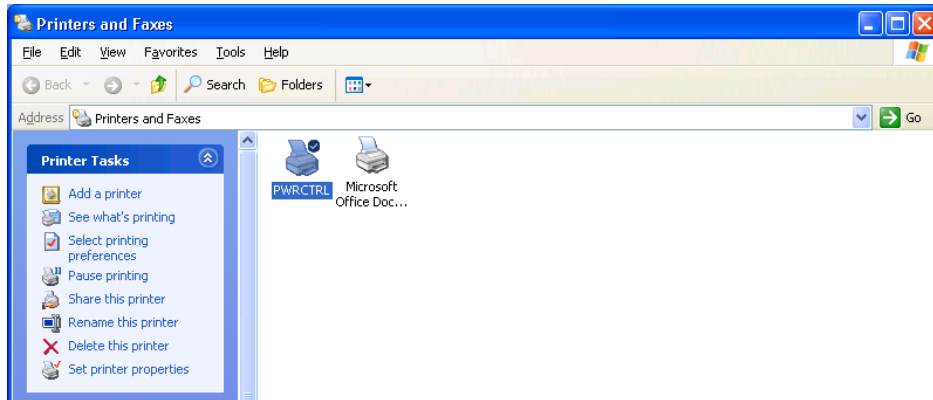 Printers and Faxes
File Edit View Favorites Tools Help
Back Search Folders
Address Printers and Faxes Go
Printer Tasks
Add a printer
See what's printing
Select printing
preferences
Pause printing
Share this printer
Rename this printer
Delete this printer
Set printer properties
PWRCTRL
Microsoft
Office Doc...